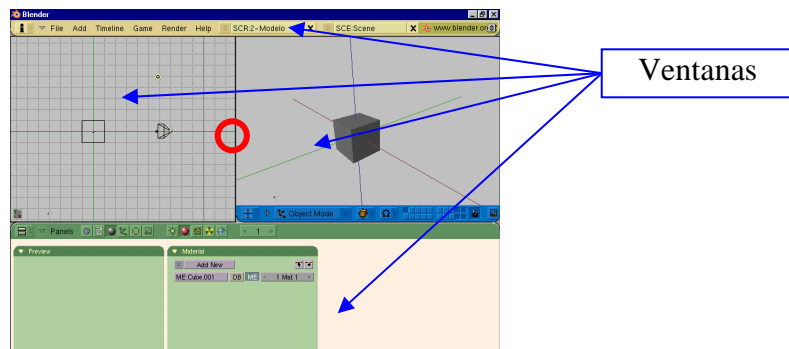 Blender
File Add Timeline Game Render Help SCR:2-Modelo X SCE:Scene X www.blender.org
Ventanas
Object Mode
Panels 1
Preview Material
Add New
ME:Cube.001 DB ME 1 Mat 1